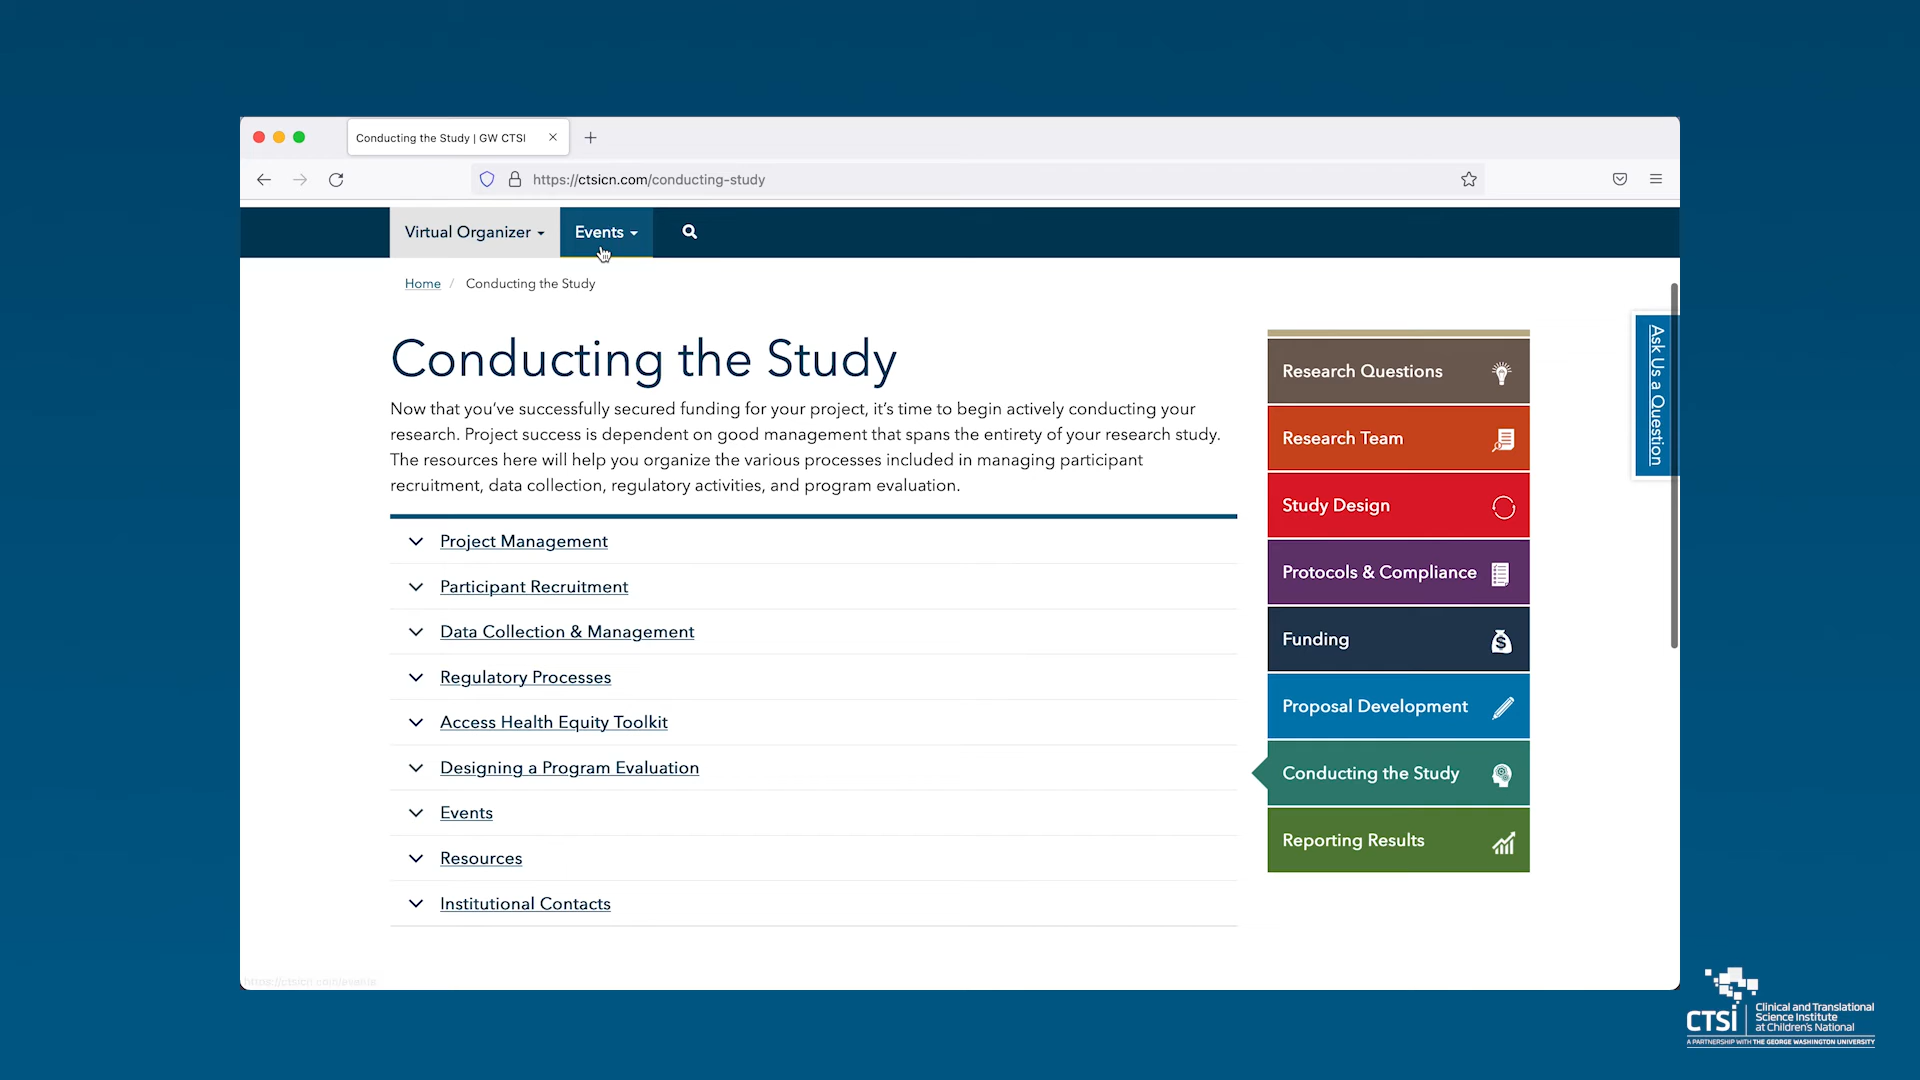 Conducting the Study | GW CTSI
https://ctsicn.com/conducting-study
Virtual Organizer
Events
Home / Conducting the Study
Conducting the Study
Now that you've successfully secured funding for your project, it's time to begin actively conducting your
research. Project success is dependent on good management that spans the entirety of your research study.
The resources here will help you organize the various processes included in managing participant
recruitment, data collection, regulatory activities, and program evaluation.
Project Management
Participant Recruitment
Data Collection & Management
Regulatory Processes
Access Health Equity Toolkit
Designing a Program Evaluation
Events
Resources
Institutional Contacts
Research Questions
Research Team
Study Design
Protocols & Compliance
Funding
Proposal Development
Conducting the Study
Reporting Results
Ask Us a Question
CTSI
Clinical and Translational
Science Institute
at Children's National
A PARTNERSHIP WITH THE GEORGE WASHINGTON UNIVERSITY